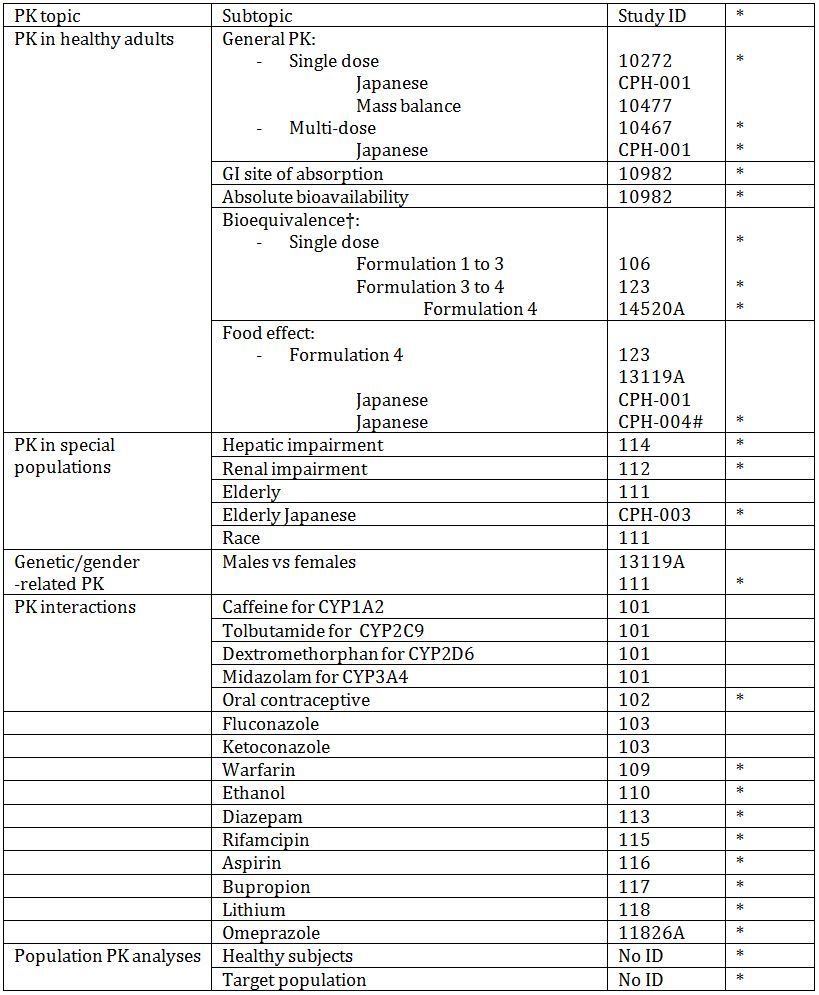 PK topic Subtopic Study ID *
PK in healthy adults General PK:
- Single dose 10272 *
Japanese CPH-001
Mass balance 10477
- Multi-dose 10467 *
Japanese CPH-001 *
GI site of absorption 10982 *
Absolute bioavailability 10982 *
Bioequivalence†:
- Single dose *
Formulation 1 to 3 106
Formulation 3 to 4 123 *
Formulation 4 14520A *
Food effect:
- Formulation 4 123
13119A
Japanese CPH-001
Japanese CPH-004# *
PK in special Hepatic impairment 114 *
populations Renal impairment 112 *
Elderly 111
Elderly Japanese CPH-003 *
Race 111
Genetic/gender Males vs females 13119A
-related PK 111 *
PK interactions Caffeine for CYP1A2 101
Tolbutamide for CYP2C9 101
Dextromethorphan for CYP2D6 101
Midazolam for CYP3A4 101
Oral contraceptive 102 *
Fluconazole 103
Ketoconazole 103
Warfarin 109 *
Ethanol 110 *
Diazepam 113 *
Rifamcipin 115 *
Aspirin 116 *
Bupropion 117 *
Lithium 118 *
Omeprazole 11826A *
Population PK analyses Healthy subjects No ID *
Target population No ID *